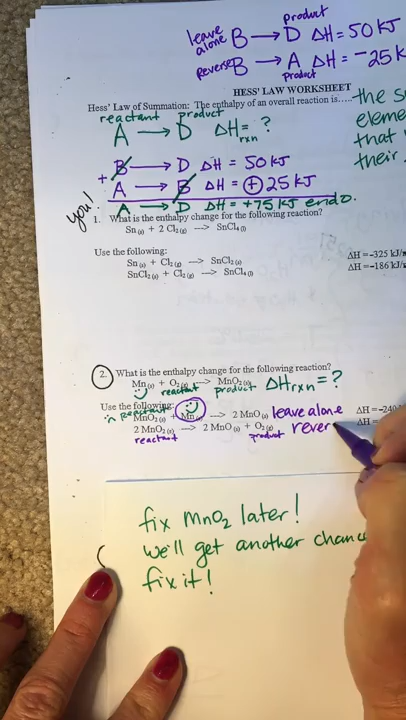 product
leave alone B → D ΔH = 50 kJ
reverse B → A ΔH = -25 k
product
HESS' LAW WORKSHEET
Hess' Law of Summation: The enthalpy of an overall reaction is..... the s
eleme
that
their
reactant product
A → D ΔH rxn = ?
B → D ΔH = 50 kJ
+ A → B ΔH = + 25 kJ
you! A → D ΔH = +75 kJ endo.
1. What is the enthalpy change for the following reaction?
Sn (s) + 2 Cl2 (g) --> SnCl4 (l)
Use the following:
Sn (s) + Cl2 (g) --> SnCl2 (s) ΔH = -325 kJ/
SnCl2 (s) + Cl2 (g) --> SnCl4 (l) ΔH = -186 kJ/
2. What is the enthalpy change for the following reaction?
Mn (s) + O2 (g) --> MnO2 (s) ΔHrxn = ?
reactant product
Use the following:
reactant
MnO2 (s) + Mn (s) --> 2 MnO (s) leave alone ΔH = -240
2 MnO2 (s) --> 2 MnO (s) + O2 (g) rever ΔH =
reactant product
fix MnO2 later!
we'll get another chanc
fix it!